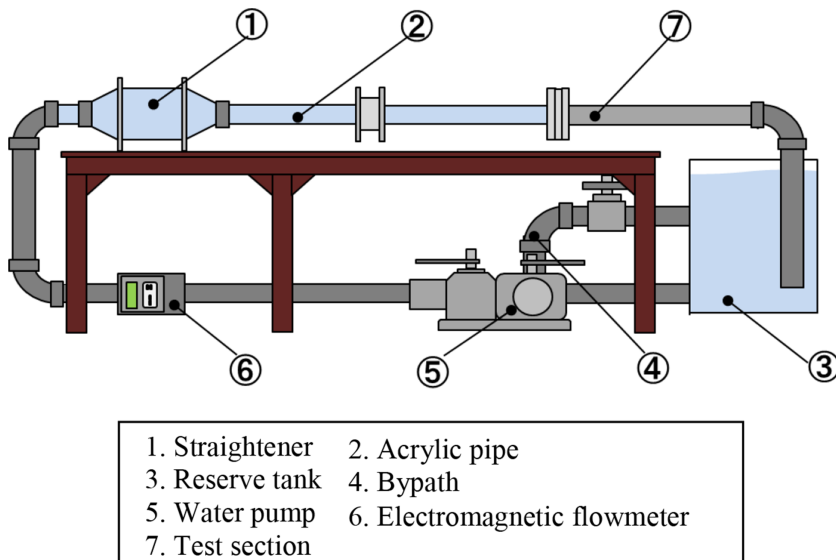 ① ② ⑦
⑥ ⑤ ④ ③
1. Straightener 2. Acrylic pipe
3. Reserve tank 4. Bypath
5. Water pump 6. Electromagnetic flowmeter
7. Test section